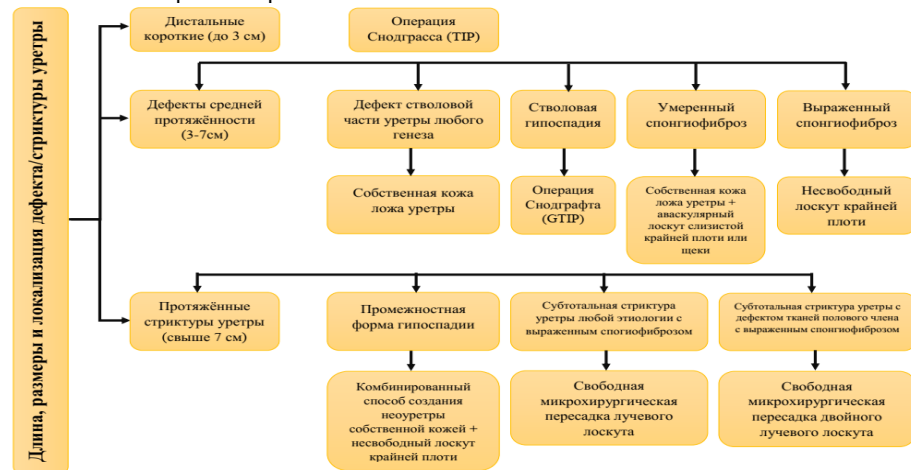 Длина, размеры и локализация дефекта/стриктуры уретры
Дистальные
короткие (до 3 см)
Операция
Снодграсса (TIP)
Дефекты средней
протяжённости
(3-7см)
Дефект стволовой
части уретры любого
генеза
Стволовая
гипоспадия
Умеренный
спонгиофиброз
Выраженный
спонгиофиброз
Собственная кожа
ложа уретры
Операция
Снодграфта
(GTIP)
Собственная кожа
ложа уретры +
аваскулярный
лоскут слизистой
крайней плоти или
щеки
Несвободный
лоскут крайней
плоти
Протяжённые
стриктуры уретры
(свыше 7 см)
Промежностная
форма гипоспадии
Субтотальная стриктура
уретры любой этиологии с
выраженным спогиофиброзом
Субтотальная стриктура уретры с
дефектом тканей полового члена
с выраженным спонгиофиброзом
Комбинированный
способ создания
неоуретры
собственной кожей +
несвободный лоскут
крайней плоти
Свободная
микрохирургическая
пересадка лучевого
лоскута
Свободная
микрохирургическая
пересадка двойного
лучевого лоскута